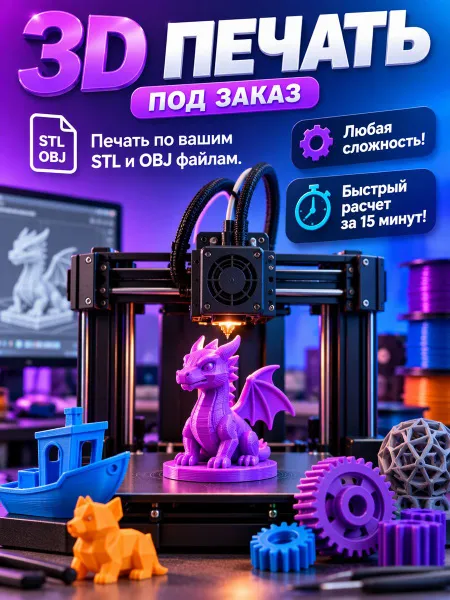 3D ПЕЧАТЬ
ПОД ЗАКАЗ
STL
OBJ
Печать по вашим
STL и OBJ файлам.
Любая
сложность!
Быстрый
расчет
за 15 минут!